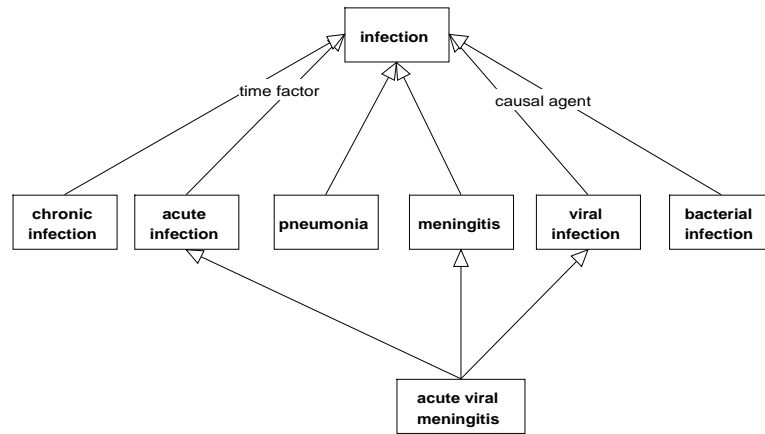 infection
time factor
causal agent
chronic
infection
acute
infection
pneumonia
meningitis
viral
infection
bacterial
infection
acute viral
meningitis